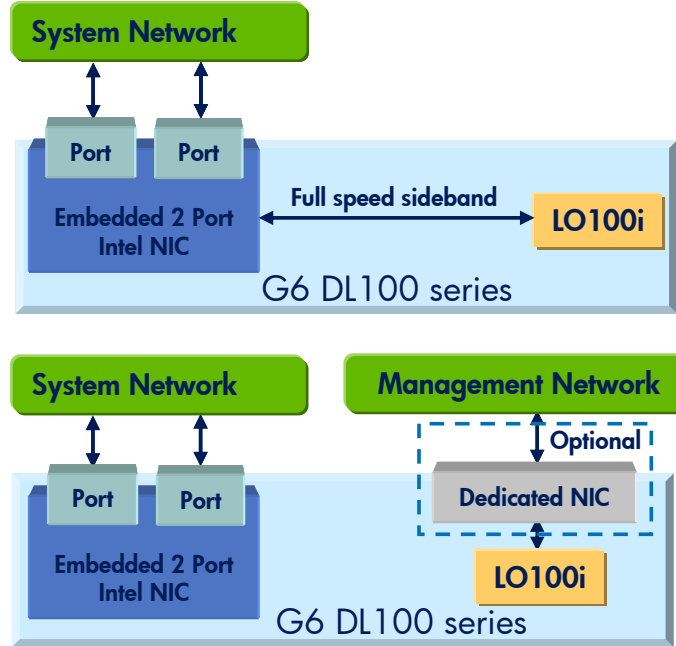 System Network
Port
Port
Full speed sideband
Embedded 2 Port
Intel NIC
LO100i
G6 DL100 series
System Network
Management Network
Optional
Port
Port
Dedicated NIC
Embedded 2 Port
Intel NIC
LO100i
G6 DL100 series